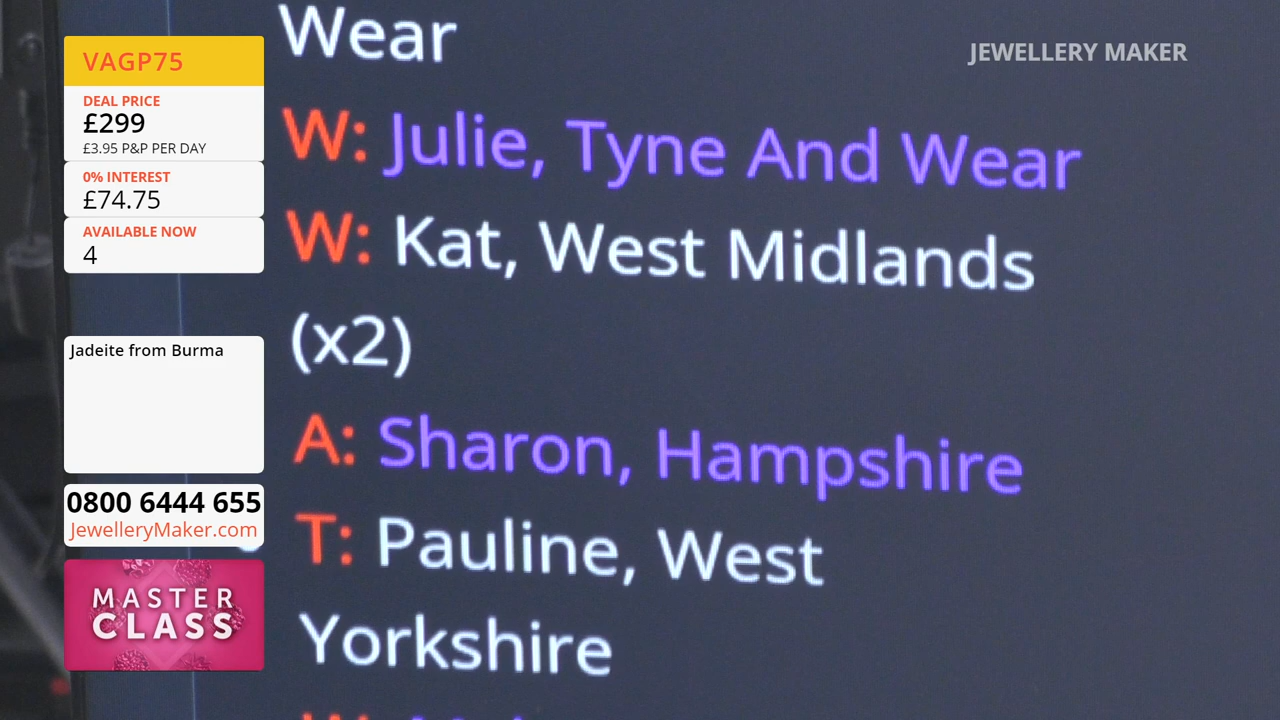 VAGP75
DEAL PRICE
£299
£3.95 P&P PER DAY
0% INTEREST
£74.75
AVAILABLE NOW
4
Jadeite from Burma
0800 6444 655
JewelleryMaker.com
MASTER
CLASS
JEWELLERY MAKER
Wear
W: Julie, Tyne And Wear
W: Kat, West Midlands
(x2)
A: Sharon, Hampshire
T: Pauline, West
Yorkshire